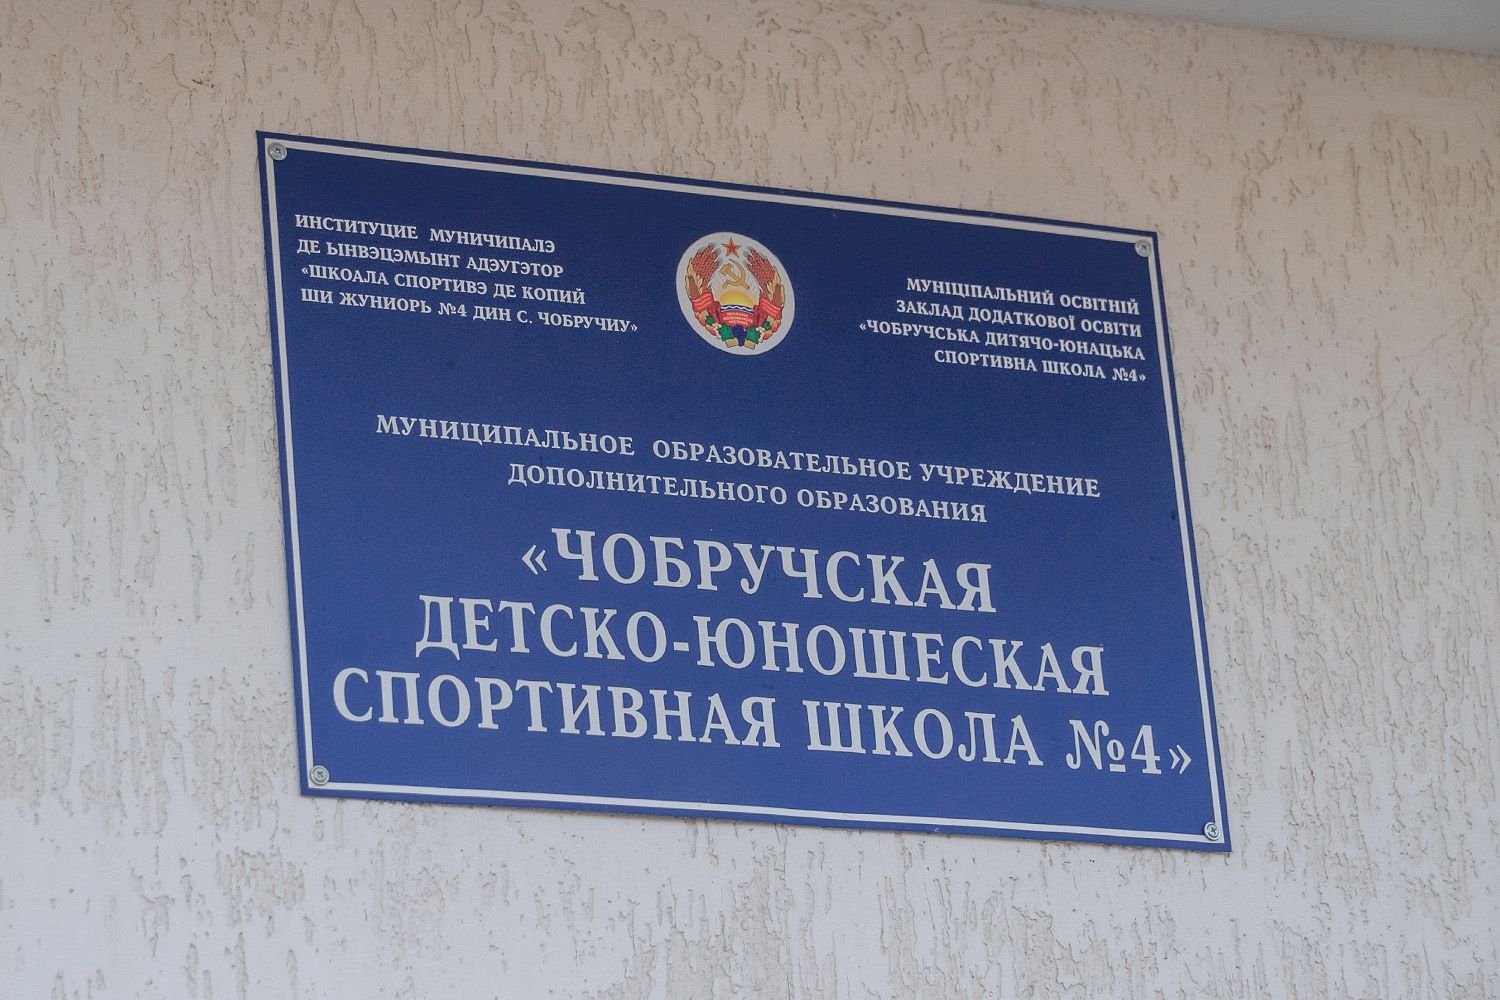 ИНСТИТУЦИЕ МУНИЧИПАЛЭ
ДЕ ЫНВЭЦЭМЫНТ АДЭУГЭТОР
«ШКОАЛА СПОРТИВЭ ДЕ КОПИЙ
ШИ ЖУНИОРЬ №4 ДИН С. ЧОБРУЧИУ»
МУНІЦІПАЛЬНИЙ ОСВІТНІЙ
ЗАКЛАД ДОДАТКОВОЇ ОСВІТИ
«ЧОБРУЧСЬКА ДИТЯЧО-ЮНАЦЬКА
СПОРТИВНА ШКОЛА №4»
МУНИЦИПАЛЬНОЕ ОБРАЗОВАТЕЛЬНОЕ УЧРЕЖДЕНИЕ
ДОПОЛНИТЕЛЬНОГО ОБРАЗОВАНИЯ
«ЧОБРУЧСКАЯ
ДЕТСКО-ЮНОШЕСКАЯ
СПОРТИВНАЯ ШКОЛА №4»